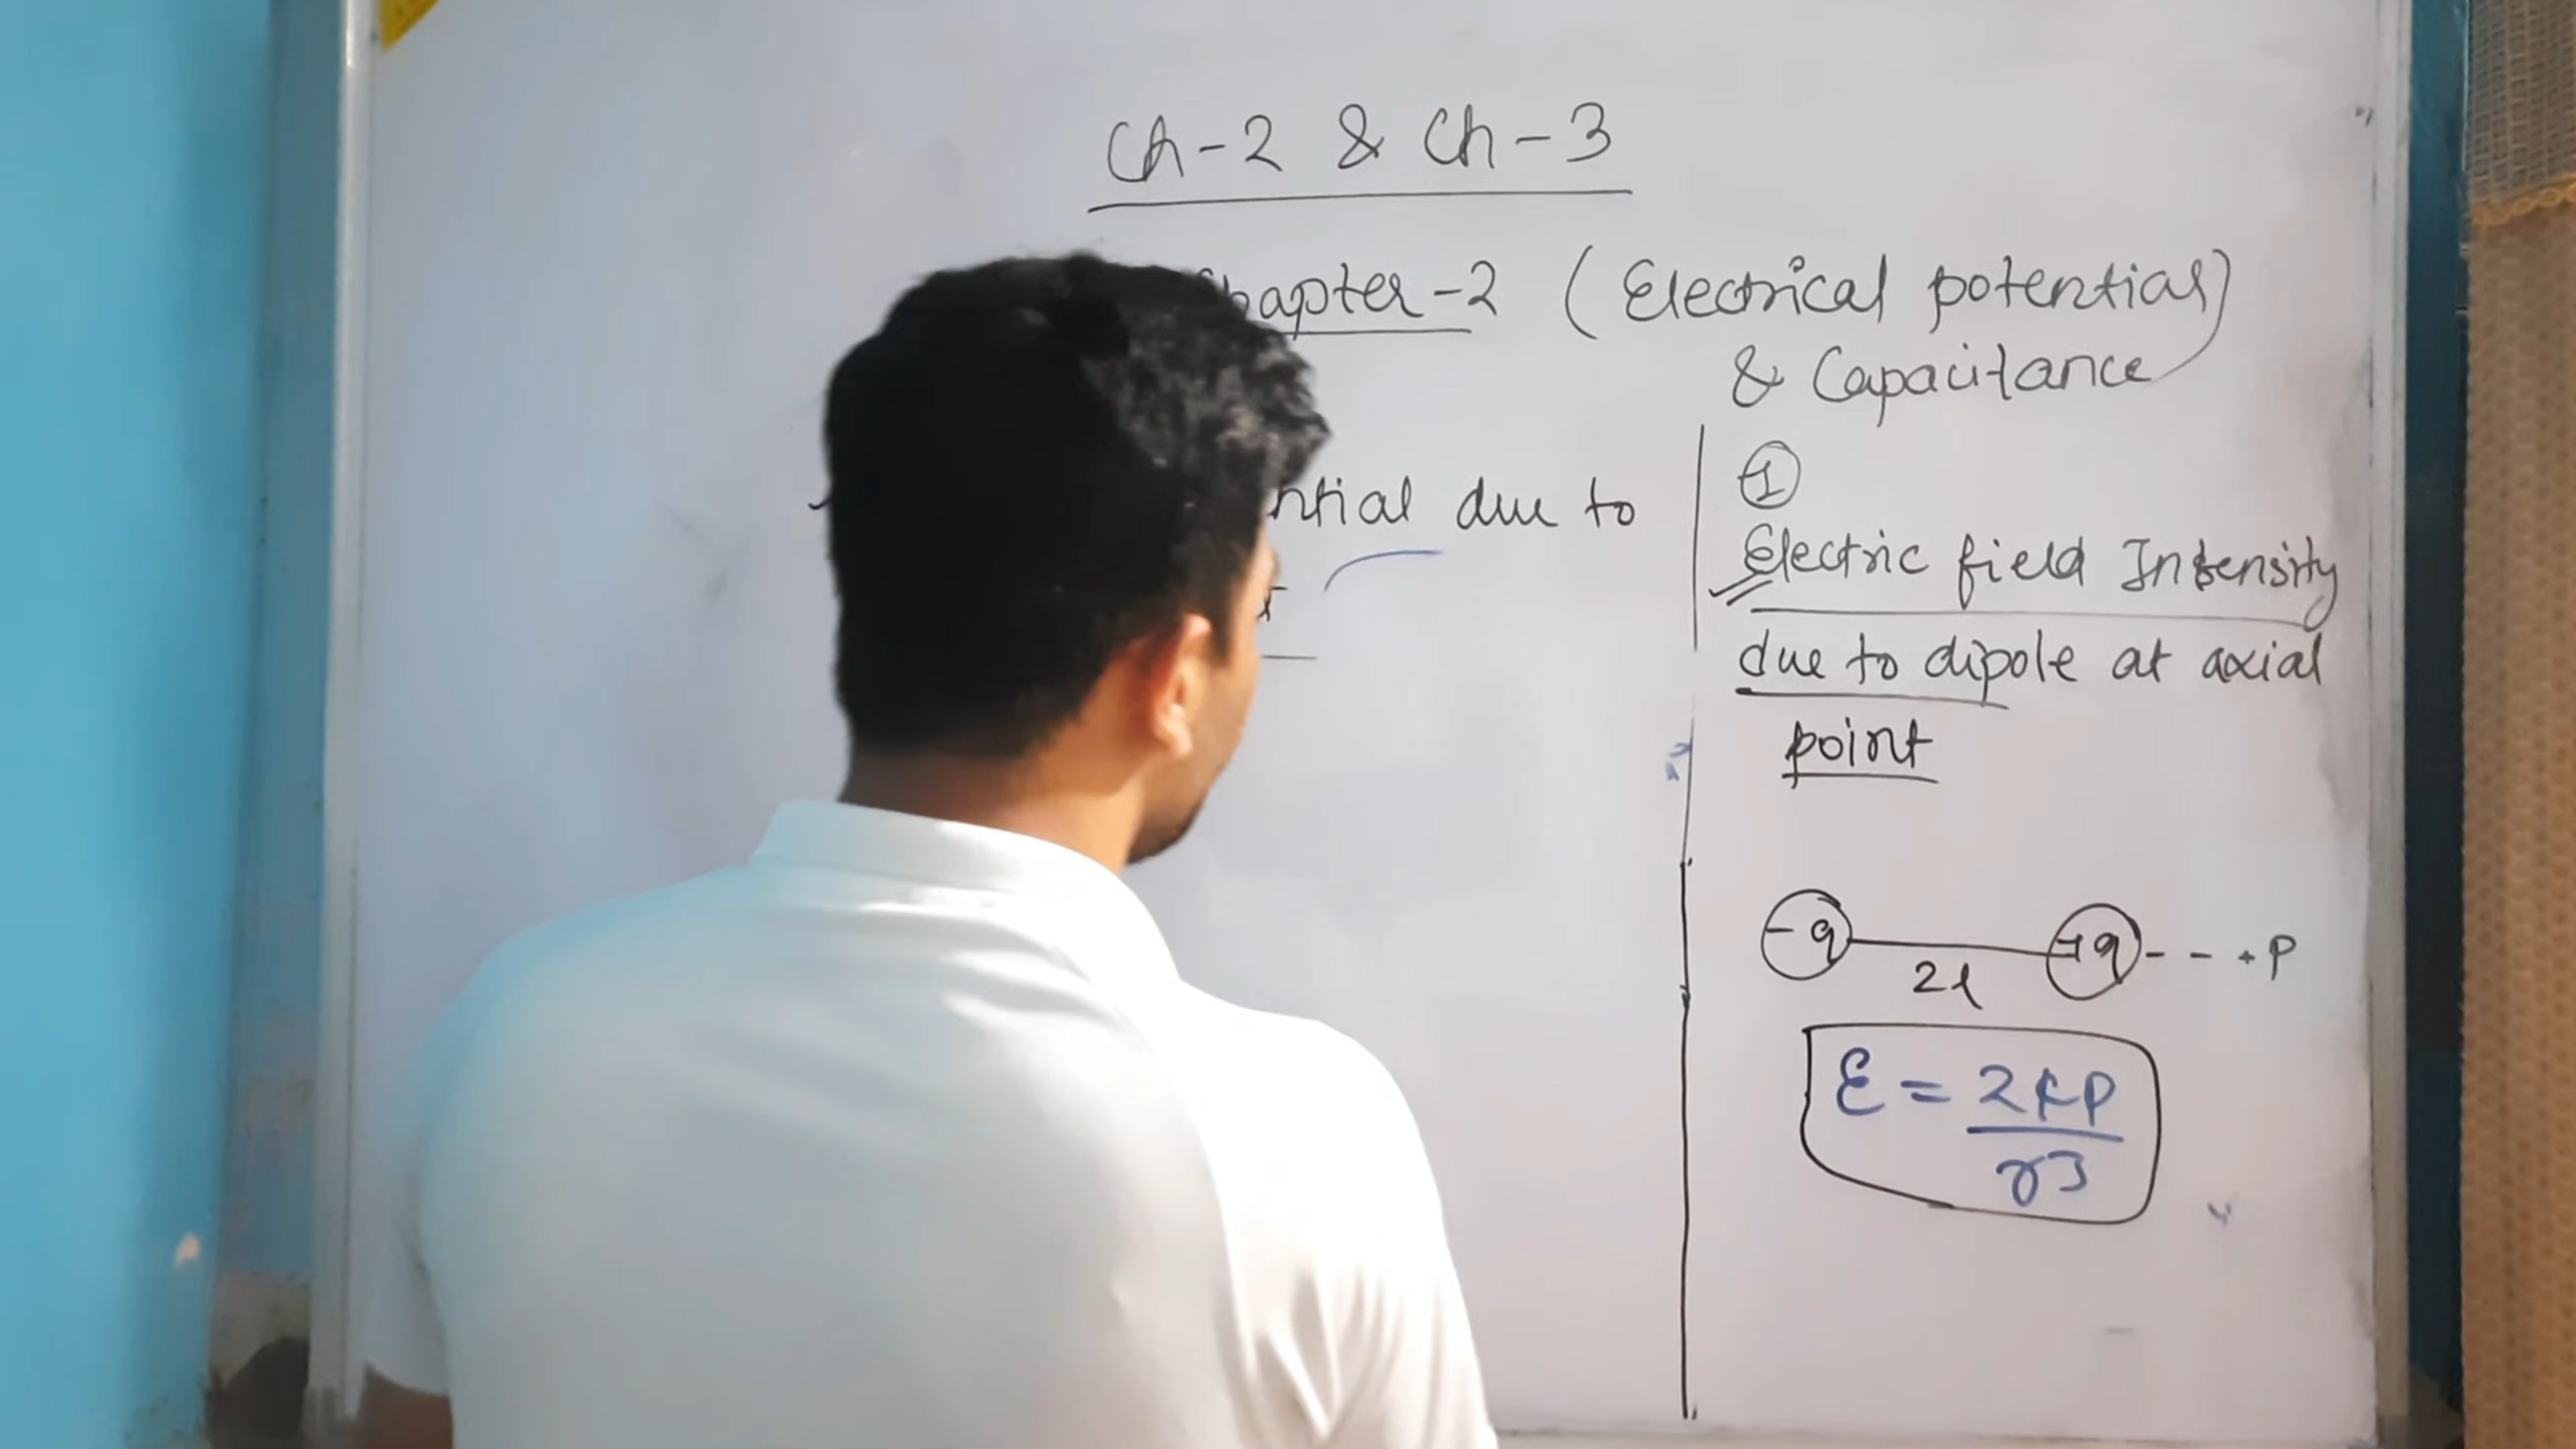 Ch-2 & Ch-3
Chapter-2 (Electrical potential)
& Capacitance
due to
①
Electric field Intensity
due to dipole at axial
point
-q +q - - . P
2l
E = 2kp
r3